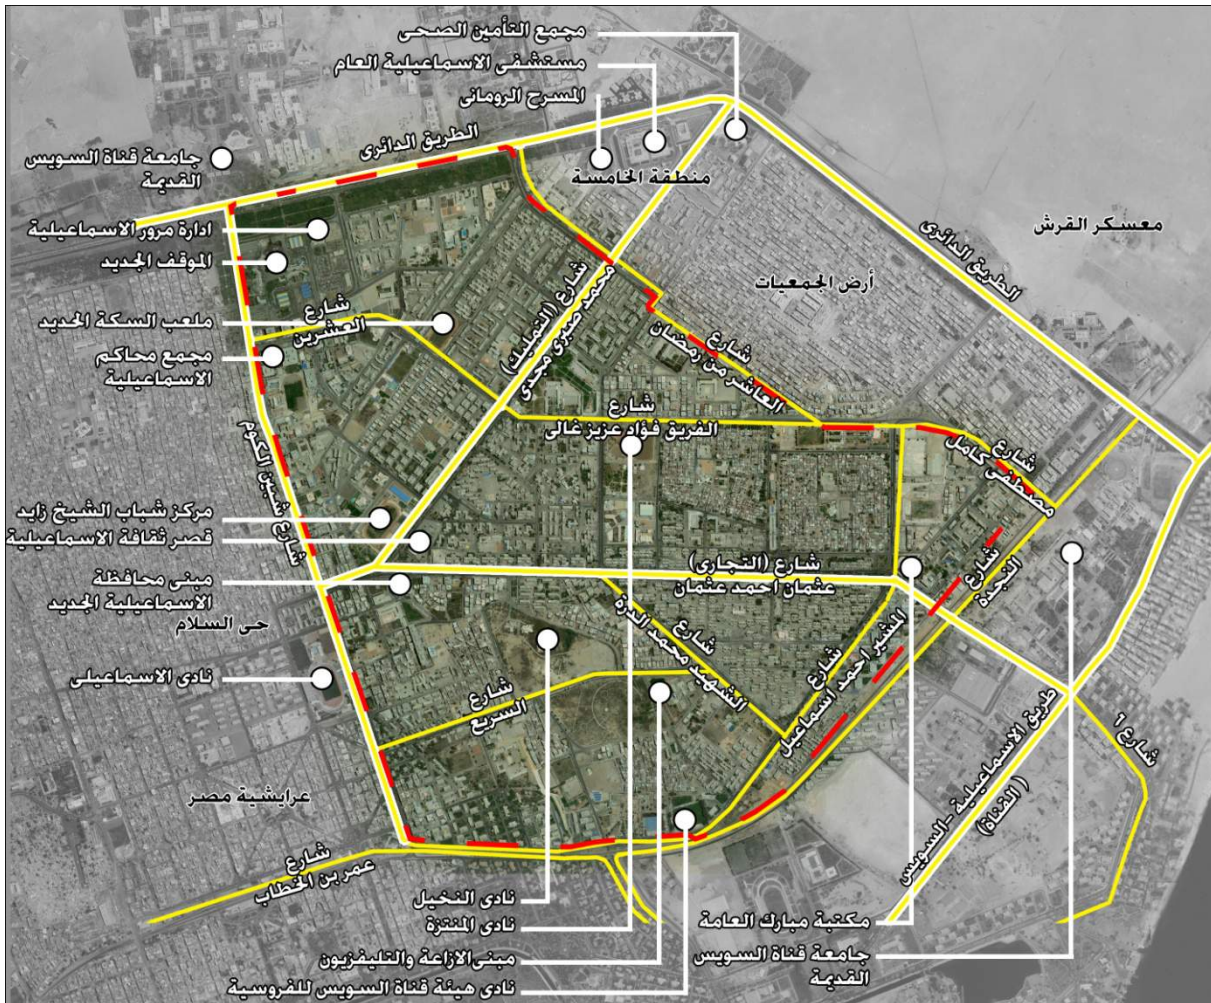 مجمع التأمين الصحى
مستشفى الاسماعيلية العام
المسرح الرومانى
الطريق الدائرى
جامعة قناة السويس
القديمة
منطقة الخامسة
معسكر القرش
ادارة مرور الاسماعيلية
الموقف الجديد
الطريق الدائرى
أرض الجمعيات
شارع
العشرين
ملعب السكة الحديد
شارع (التمليك)
محمد صبرى مجدى
شارع
العاشر من رمضان
مجمع محاكم
الاسماعيلية
شارع
الفريق فؤاد عزيز غالى
شارع
مصطفى كامل
شارع شبين الكوم
مركز شباب الشيخ زايد
قصر ثقافة الاسماعيلية
شارع (التجارى)
عثمان احمد عثمان
شارع
النجدة
مبنى محافظة
الاسماعيلية الجديد
حى السلام
شارع
الشهيد محمد الدرة
شارع
المشير احمد اسماعيل
نادى الاسماعيلى
شارع
السريع
طريق الاسماعيلية -السويس
( القناة)
شارع 1
عرايشية مصر
شارع
عمر بن الخطاب
نادى النخيل
نادى المنتزة
مبنى الازاعة والتليفزيون
نادى هيئة قناة السويس للفروسية
مكتبة مبارك العامة
جامعة قناة السويس
القديمة